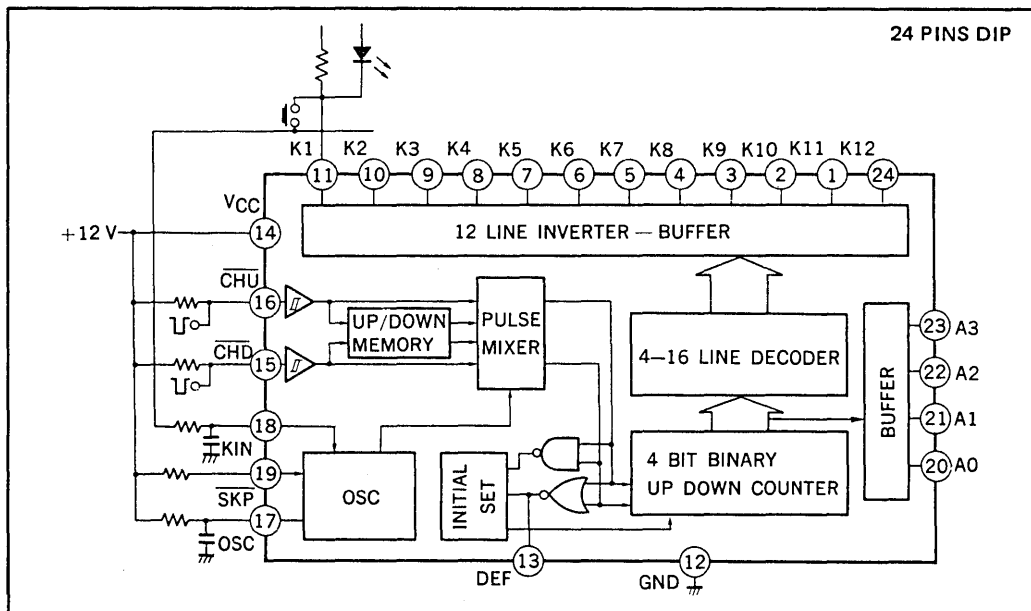 24 PINS DIP
K1 K2 K3 K4 K5 K6 K7 K8 K9 K10 K11 K12
11 10 9 8 7 6 5 4 3 2 1 24
VCC
+12 V
14
12 LINE INVERTER — BUFFER
CHU
16
UP/DOWN
MEMORY
PULSE
MIXER
CHD
15
4—16 LINE DECODER
BUFFER
23 A3
22 A2
21 A1
20 A0
18
KIN
19
SKP
17
OSC
OSC
INITIAL
SET
4 BIT BINARY
UP DOWN COUNTER
13
DEF
12
GND